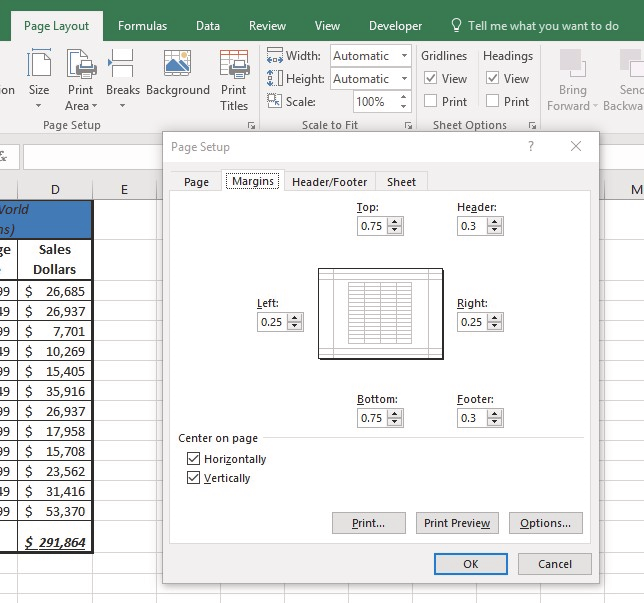 Page Layout Formulas Data Review View Developer Tell me what you want to do
Width: Automatic Gridlines Headings
Height: Automatic View View
Scale: 100% Print Print
on Size Print Area Breaks Background Print Titles Bring Forward Send Backwa
Page Setup Scale to Fit Sheet Options
Page Setup ? ×
fx
Page Margins Header/Footer Sheet
D E M
World
ns)
ge Sales
Dollars
Top: Header:
0.75 0.3
Left: Right:
0.25 0.25
Bottom: Footer:
0.75 0.3
99 $ 26,685
49 $ 26,937
99 $ 7,701
49 $ 10,269
99 $ 15,405
49 $ 35,916
99 $ 26,937
99 $ 17,958
99 $ 15,708
99 $ 23,562
49 $ 31,416
99 $ 53,370
$ 291,864
Center on page
Horizontally
Vertically
Print... Print Preview Options...
OK Cancel